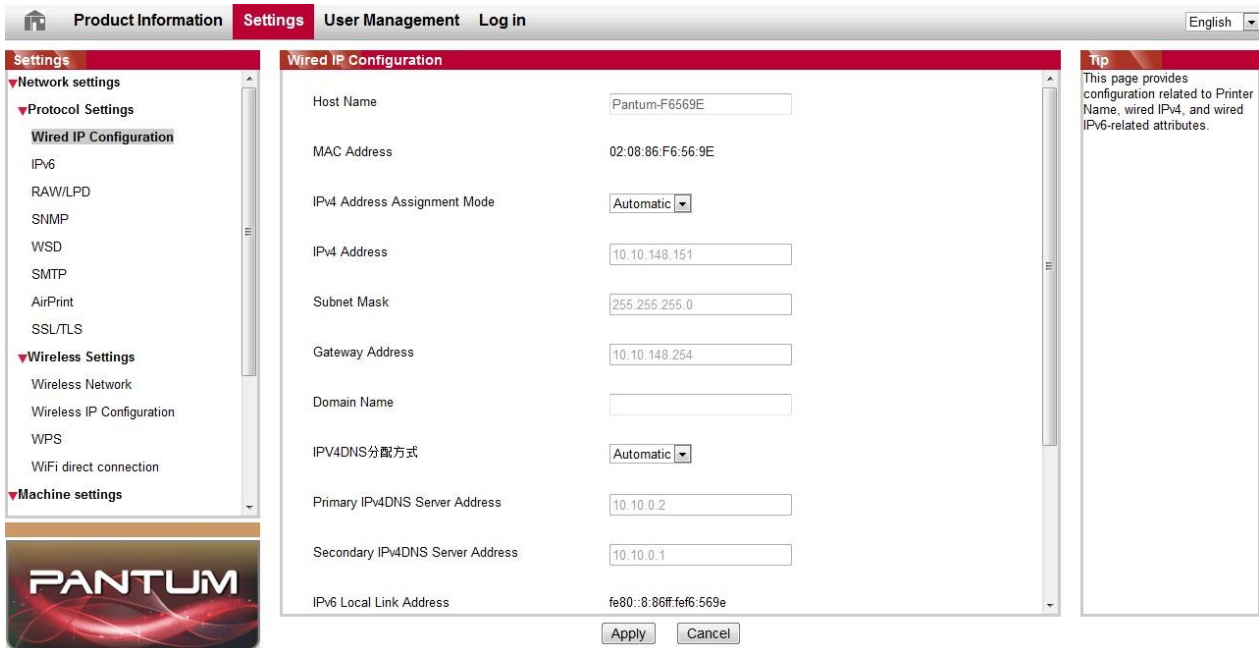 Product Information Settings User Management Log in English
Settings
▼Network settings
▼Protocol Settings
Wired IP Configuration
IPv6
RAW/LPD
SNMP
WSD
SMTP
AirPrint
SSL/TLS
▼Wireless Settings
Wireless Network
Wireless IP Configuration
WPS
WiFi direct connection
▼Machine settings
PANTUM
Wired IP Configuration
Host Name Pantum-F6569E
MAC Address 02:08:86:F6:56:9E
IPv4 Address Assignment Mode Automatic
IPv4 Address 10.10.148.151
Subnet Mask 255.255.255.0
Gateway Address 10.10.148.254
Domain Name
IPV4DNS分配方式 Automatic
Primary IPv4DNS Server Address 10.10.0.2
Secondary IPv4DNS Server Address 10.10.0.1
IPv6 Local Link Address fe80::8:86ff:fef6:569e
Apply Cancel
Tip
This page provides
configuration related to Printer
Name, wired IPv4, and wired
IPv6-related attributes.